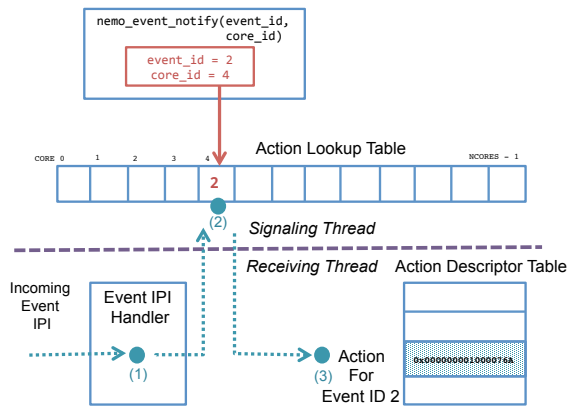 nemo_event_notify(event_id,
core_id)
event_id = 2
core_id = 4
Action Lookup Table
CORE 0 1 2 3 4 NCORES - 1
2
(2)
Signaling Thread
Receiving Thread
Action Descriptor Table
Incoming
Event
IPI
Event IPI
Handler
(1)
0x000000001000076A
(3)
Action
For
Event ID 2